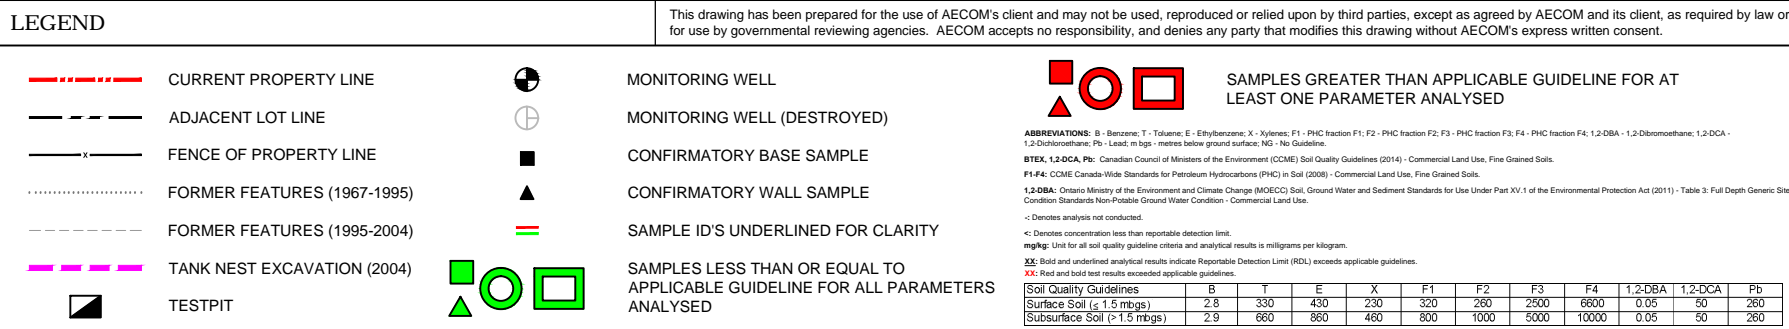 LEGEND
This drawing has been prepared for the use of AECOM's client and may not be used, reproduced or relied upon by third parties, except as agreed by AECOM and its client, as required by law or
for use by governmental reviewing agencies. AECOM accepts no responsibility, and denies any party that modifies this drawing without AECOM's express written consent.
CURRENT PROPERTY LINE
ADJACENT LOT LINE
x
FENCE OF PROPERTY LINE
FORMER FEATURES (1967-1995)
FORMER FEATURES (1995-2004)
TANK NEST EXCAVATION (2004)
TESTPIT
MONITORING WELL
MONITORING WELL (DESTROYED)
CONFIRMATORY BASE SAMPLE
CONFIRMATORY WALL SAMPLE
SAMPLE ID'S UNDERLINED FOR CLARITY
SAMPLES LESS THAN OR EQUAL TO
APPLICABLE GUIDELINE FOR ALL PARAMETERS
ANALYSED
SAMPLES GREATER THAN APPLICABLE GUIDELINE FOR AT
LEAST ONE PARAMETER ANALYSED
ABBREVIATIONS: B - Benzene; T - Toluene; E - Ethylbenzene; X - Xylenes; F1 - PHC fraction F1; F2 - PHC fraction F2; F3 - PHC fraction F3; F4 - PHC fraction F4; 1,2-DBA - 1,2-Dibromoethane; 1,2-DCA -
1,2-Dichloroethane; Pb - Lead; m bgs - metres below ground surface; NG - No Guideline.
BTEX, 1,2-DCA, Pb: Canadian Council of Ministers of the Environment (CCME) Soil Quality Guidelines (2014) - Commercial Land Use, Fine Grained Soils.
F1-F4: CCME Canada-Wide Standards for Petroleum Hydrocarbons (PHC) in Soil (2008) - Commercial Land Use, Fine Grained Soils.
1,2-DBA: Ontario Ministry of the Environment and Climate Change (MOECC) Soil, Ground Water and Sediment Standards for Use Under Part XV.1 of the Environmental Protection Act (2011) - Table 3: Full Depth Generic Site
Condition Standards Non-Potable Ground Water Condition - Commercial Land Use.
-: Denotes analysis not conducted.
<: Denotes concentration less than reportable detection limit.
mg/kg: Unit for all soil quality guideline criteria and analytical results is milligrams per kilogram.
XX: Bold and underlined analytical results indicate Reportable Detection Limit (RDL) exceeds applicable guidelines.
XX: Red and bold test results exceeded applicable guidelines.
Soil Quality Guidelines B T E X F1 F2 F3 F4 1,2-DBA 1,2-DCA Pb
Surface Soil (≤ 1.5 mbgs) 2.8 330 430 230 320 260 2500 6600 0.05 50 260
Subsurface Soil (>1.5 mbgs) 2.9 660 860 460 800 1000 5000 10000 0.05 50 260